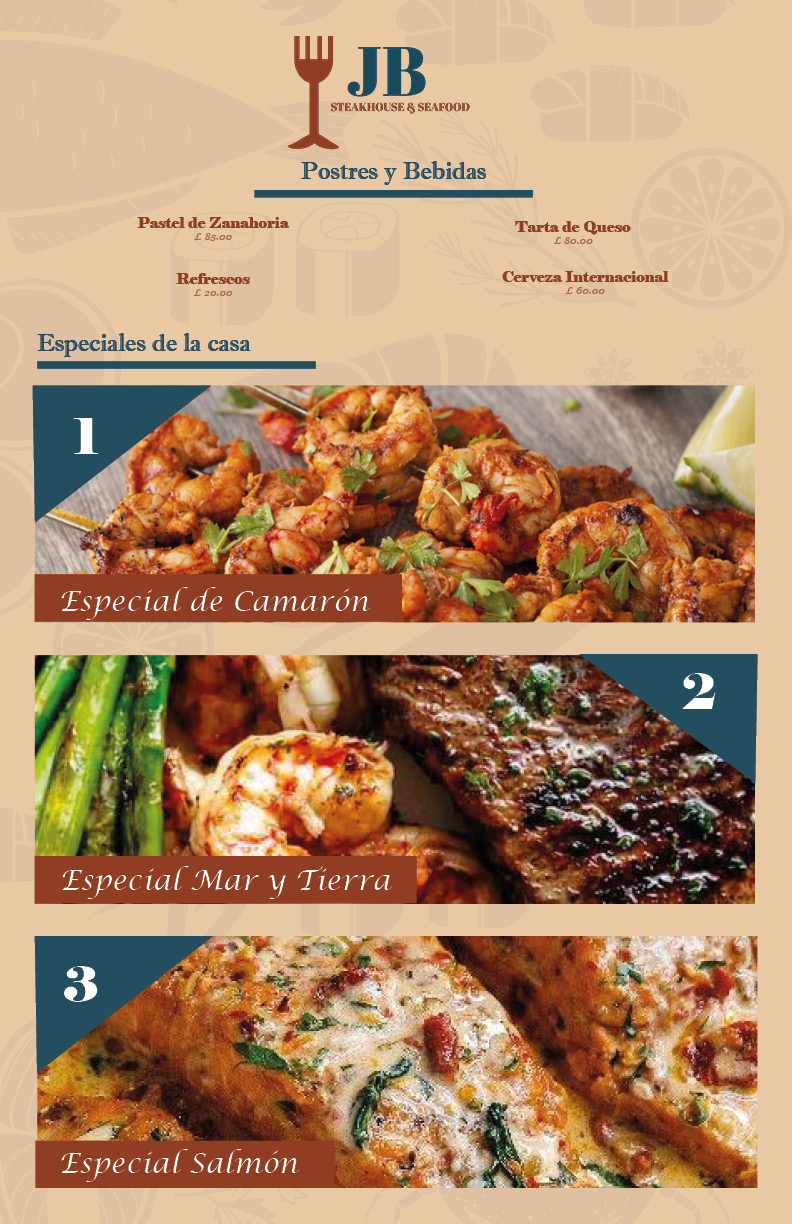 JB
STEAKHOUSE & SEAFOOD
Postres y Bebidas
Pastel de Zanahoria
£ 85.00
Tarta de Queso
£ 80.00
Refrescos
£ 20.00
Cerveza Internacional
£ 60.00
Especiales de la casa
1
Especial de Camarón
2
Especial Mar y Tierra
3
Especial Salmón